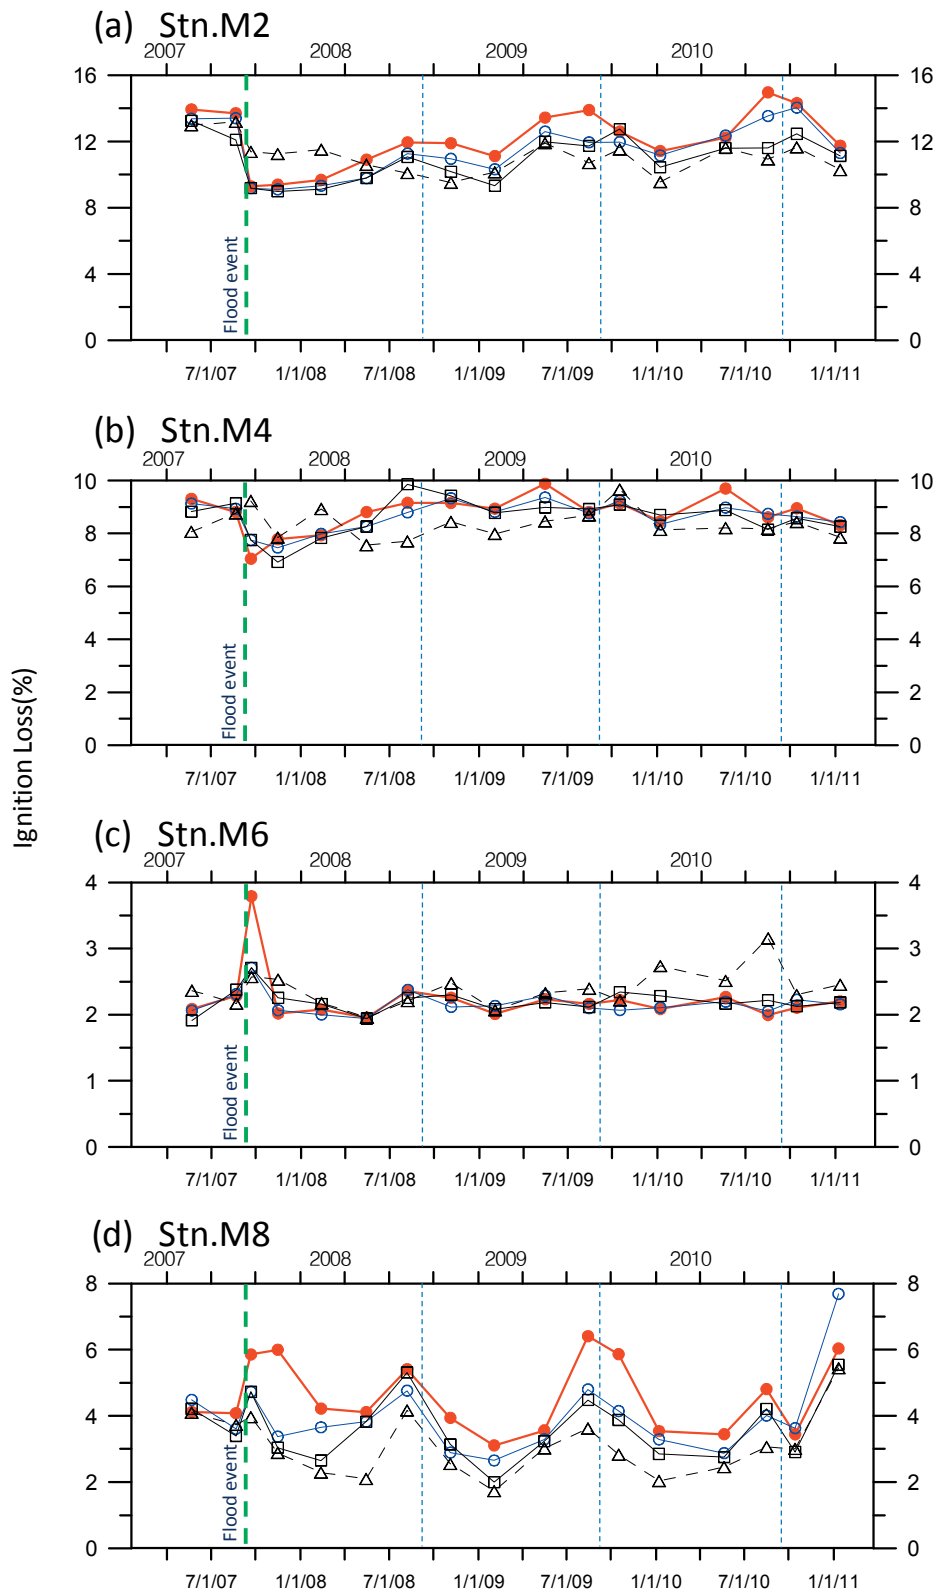 (a) Stn.M2
2007 2008 2009 2010
16 16
12 12
8 8
4 4
0 0
Flood event
7/1/07 1/1/08 7/1/08 1/1/09 7/1/09 1/1/10 7/1/10 1/1/11
(b) Stn.M4
2007 2008 2009 2010
10 10
8 8
6 6
4 4
2 2
0 0
Flood event
7/1/07 1/1/08 7/1/08 1/1/09 7/1/09 1/1/10 7/1/10 1/1/11
Ignition Loss(%)
(c) Stn.M6
2007 2008 2009 2010
4 4
3 3
2 2
1 1
0 0
Flood event
7/1/07 1/1/08 7/1/08 1/1/09 7/1/09 1/1/10 7/1/10 1/1/11
(d) Stn.M8
2007 2008 2009 2010
8 8
6 6
4 4
2 2
0 0
Flood event
7/1/07 1/1/08 7/1/08 1/1/09 7/1/09 1/1/10 7/1/10 1/1/11